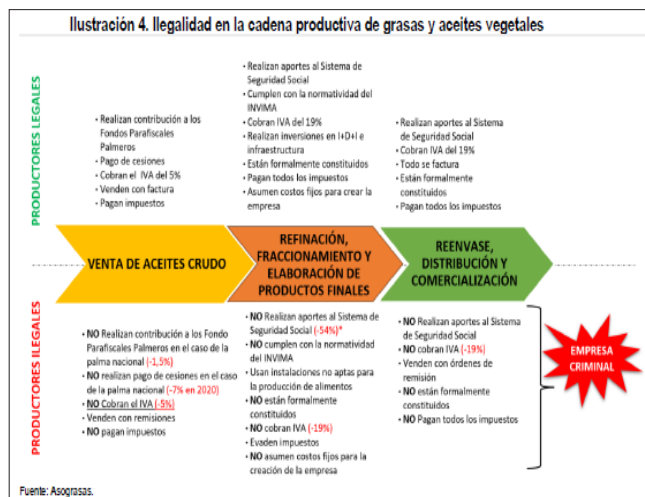 Ilustración 4. Ilegalidad en la cadena productiva de grasas y aceites vegetales
PRODUCTORES LEGALES
• Realizan contribución a los
Fondos Parafiscales
Palmeros
• Pago de cesiones
• Cobran el IVA del 5%
• Venden con factura
• Pagan impuestos
• Realizan aportes al Sistema de
Seguridad Social
• Cumplen con la normatividad del
INVIMA
• Cobran IVA del 19%
• Realizan inversiones en I+D+I e
infraestructura
• Están formalmente constituidos
• Pagan todos los impuestos
• Asumen costos fijos para crear la
empresa
• Realizan aportes al Sistema
de Seguridad Social
• Cobran IVA del 19%
• Todo se factura
• Están formalmente
constituidos
• Pagan todos los impuestos
VENTA DE ACEITES CRUDO
REFINACIÓN,
FRACCIONAMIENTO Y
ELABORACIÓN DE
PRODUCTOS FINALES
REENVASE,
DISTRIBUCIÓN Y
COMERCIALIZACIÓN
PRODUCTORES ILEGALES
• NO Realizan contribución a los Fondo
Parafiscales Palmeros en el caso de la
palma nacional (-1,5%)
• NO realizan pago de cesiones en el caso
de la palma nacional (-7% en 2020)
• NO Cobran el IVA (-5%)
• Venden con remisiones
• NO pagan impuestos
• NO Realizan aportes al Sistema de
Seguridad Social (-54%)*
• NO cumplen con la normatividad
del INVIMA
• Usan instalaciones no aptas para
la producción de alimentos
• NO están formalmente
constituidos
• NO cobran IVA (-19%)
• Evaden impuestos
• NO asumen costos fijos para la
creación de la empresa
• NO Realizan aportes al Sistema
de Seguridad Social
• NO cobran IVA (-19%)
• Venden con órdenes de
remisión
• NO están formalmente
constituidos
• NO Pagan todos los impuestos
EMPRESA
CRIMINAL
Fuente: Asograsas.